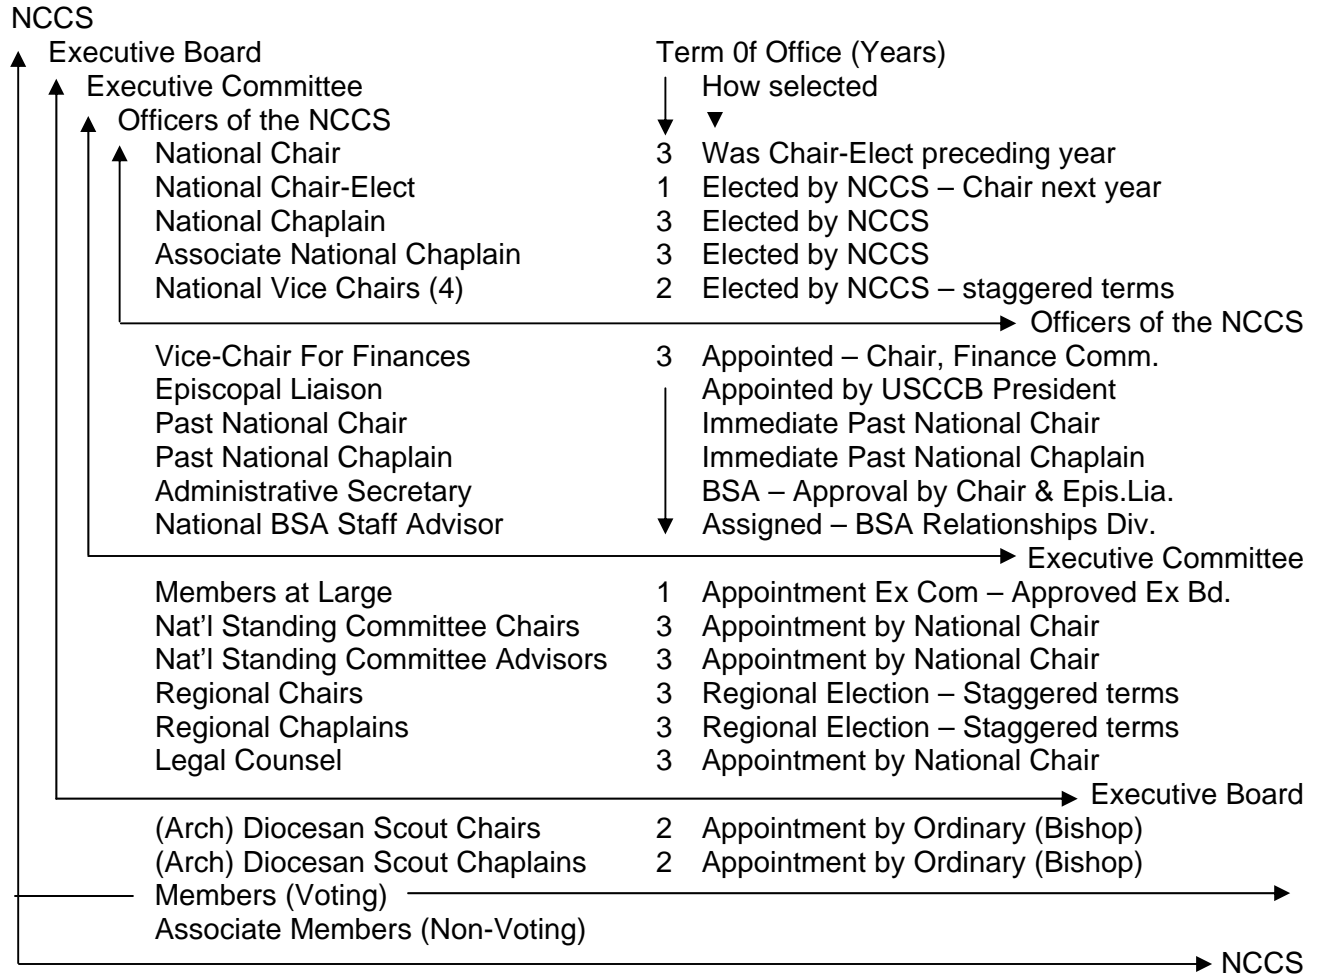 NCCS
Executive Board Term 0f Office (Years)
Executive Committee How selected
Officers of the NCCS
National Chair 3 Was Chair-Elect preceding year
National Chair-Elect 1 Elected by NCCS – Chair next year
National Chaplain 3 Elected by NCCS
Associate National Chaplain 3 Elected by NCCS
National Vice Chairs (4) 2 Elected by NCCS – staggered terms
Officers of the NCCS
Vice-Chair For Finances 3 Appointed – Chair, Finance Comm.
Episcopal Liaison Appointed by USCCB President
Past National Chair Immediate Past National Chair
Past National Chaplain Immediate Past National Chaplain
Administrative Secretary BSA – Approval by Chair & Epis.Lia.
National BSA Staff Advisor Assigned – BSA Relationships Div.
Executive Committee
Members at Large 1 Appointment Ex Com – Approved Ex Bd.
Nat'l Standing Committee Chairs 3 Appointment by National Chair
Nat'l Standing Committee Advisors 3 Appointment by National Chair
Regional Chairs 3 Regional Election – Staggered terms
Regional Chaplains 3 Regional Election – Staggered terms
Legal Counsel 3 Appointment by National Chair
Executive Board
(Arch) Diocesan Scout Chairs 2 Appointment by Ordinary (Bishop)
(Arch) Diocesan Scout Chaplains 2 Appointment by Ordinary (Bishop)
Members (Voting)
Associate Members (Non-Voting)
NCCS